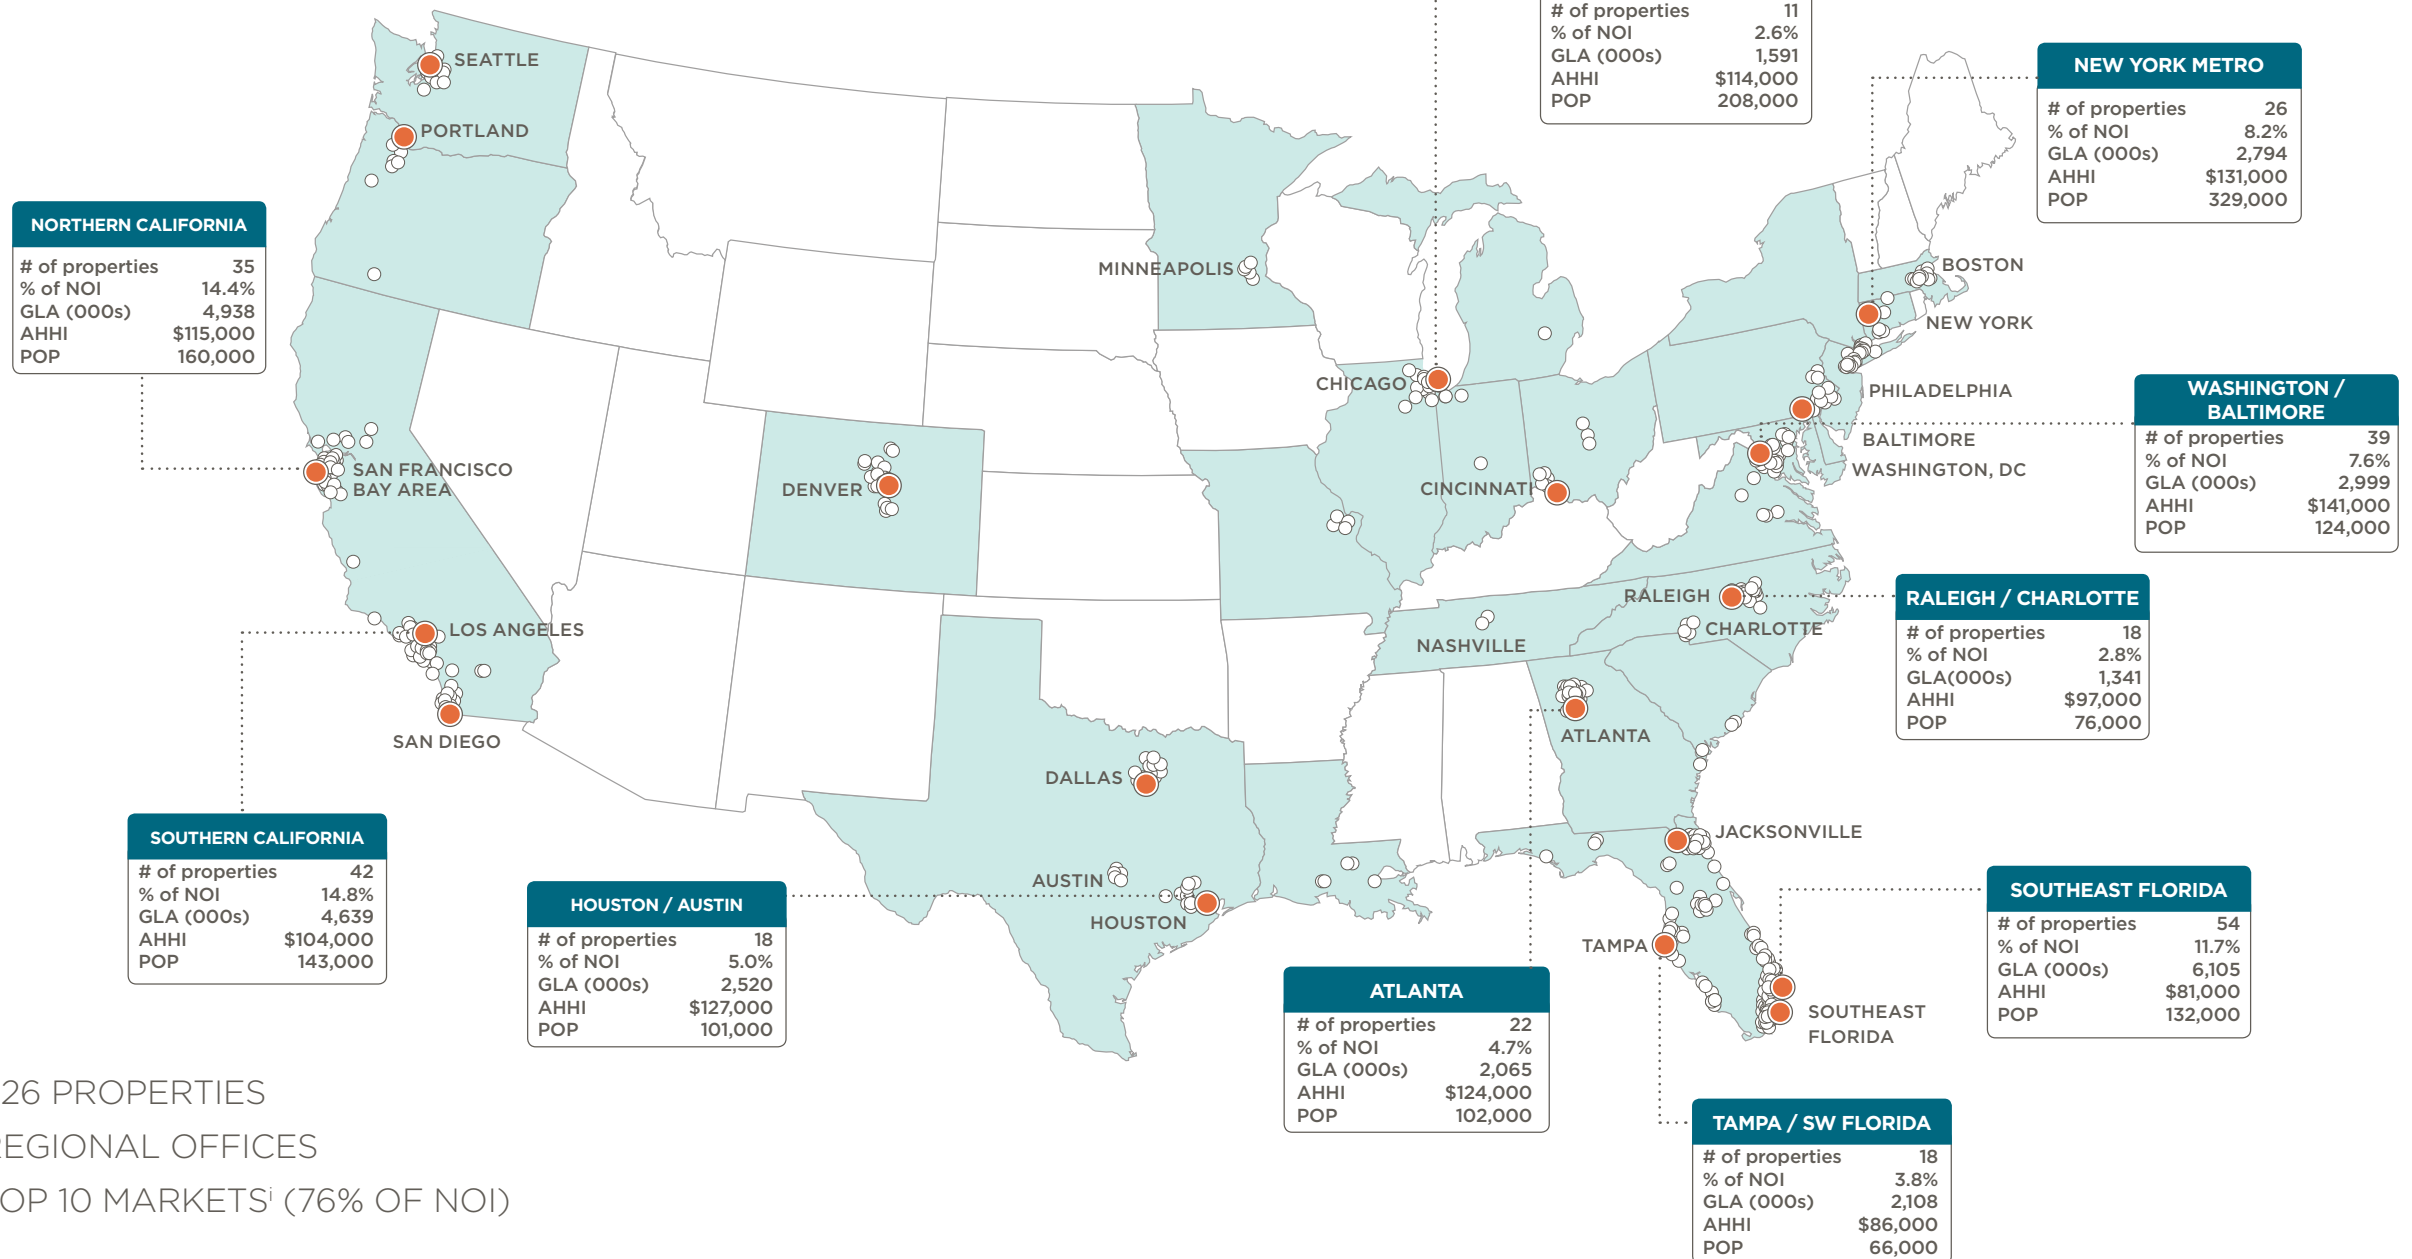 # of properties 11
% of NOI 2.6%
GLA (000s) 1,591
AHHI $114,000
POP 208,000
NEW YORK METRO
# of properties 26
% of NOI 8.2%
GLA (000s) 2,794
AHHI $131,000
POP 329,000
SEATTLE
PORTLAND
NORTHERN CALIFORNIA
# of properties 35
% of NOI 14.4%
GLA (000s) 4,938
AHHI $115,000
POP 160,000
MINNEAPOLIS
BOSTON
NEW YORK
CHICAGO
PHILADELPHIA
WASHINGTON /
BALTIMORE
# of properties 39
% of NOI 7.6%
GLA (000s) 2,999
AHHI $141,000
POP 124,000
BALTIMORE
WASHINGTON, DC
SAN FRANCISCO
BAY AREA
DENVER
CINCINNATI
RALEIGH
CHARLOTTE
NASHVILLE
RALEIGH / CHARLOTTE
# of properties 18
% of NOI 2.8%
GLA(000s) 1,341
AHHI $97,000
POP 76,000
LOS ANGELES
SAN DIEGO
ATLANTA
DALLAS
SOUTHERN CALIFORNIA
# of properties 42
% of NOI 14.8%
GLA (000s) 4,639
AHHI $104,000
POP 143,000
JACKSONVILLE
AUSTIN
HOUSTON
HOUSTON / AUSTIN
# of properties 18
% of NOI 5.0%
GLA (000s) 2,520
AHHI $127,000
POP 101,000
TAMPA
SOUTHEAST FLORIDA
# of properties 54
% of NOI 11.7%
GLA (000s) 6,105
AHHI $81,000
POP 132,000
SOUTHEAST
FLORIDA
ATLANTA
# of properties 22
% of NOI 4.7%
GLA (000s) 2,065
AHHI $124,000
POP 102,000
TAMPA / SW FLORIDA
# of properties 18
% of NOI 3.8%
GLA (000s) 2,108
AHHI $86,000
POP 66,000
26 PROPERTIES
REGIONAL OFFICES
OP 10 MARKETSⁱ (76% OF NOI)